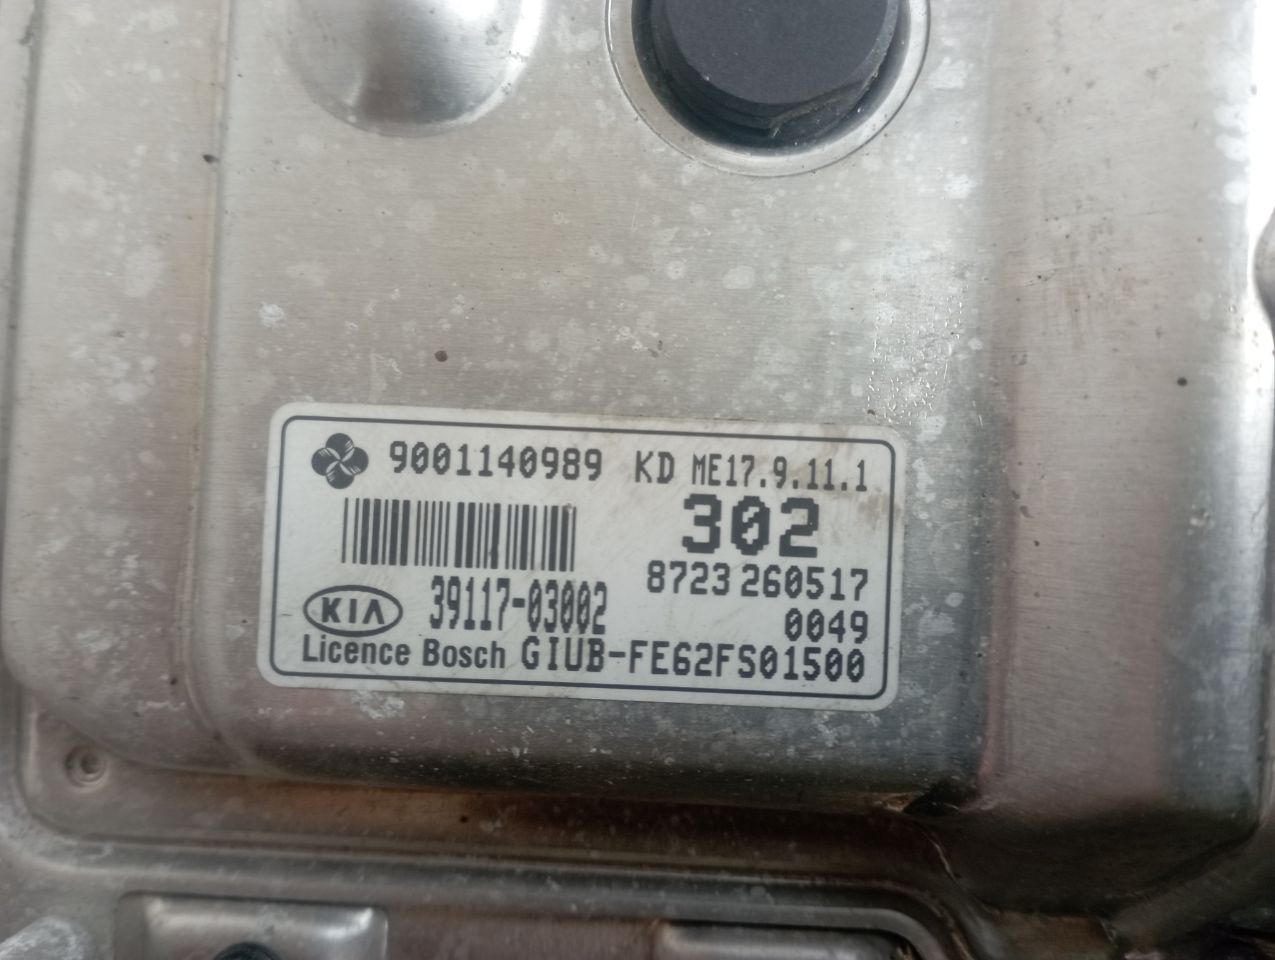 9001140989 KD ME17.9.11.1
302
8723 260517
KIA 39117-03002 0049
Licence Bosch GIUB-FE62FS01500